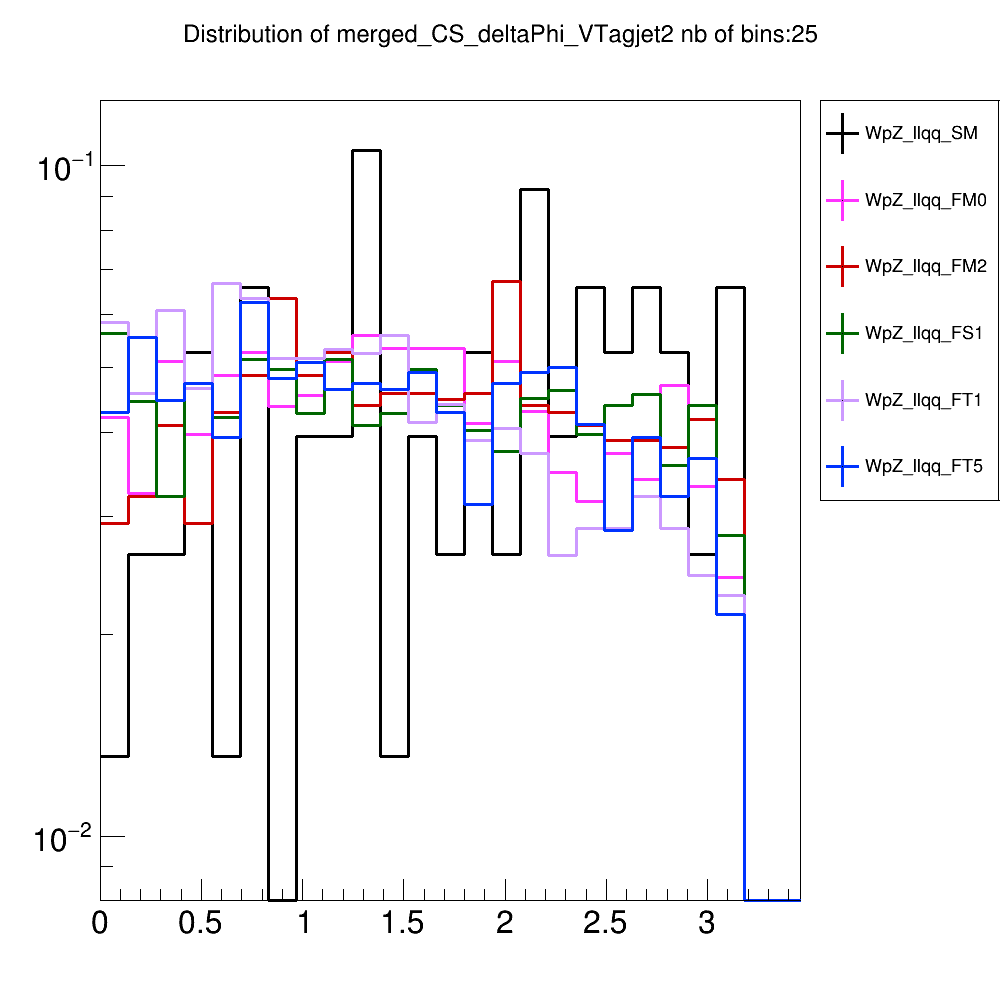 Distribution of merged_CS_deltaPhi_VTagjet2 nb of bins:25
10⁻¹
10⁻²
0 0.5 1 1.5 2 2.5 3
WpZ_llqq_SM
WpZ_llqq_FM0
WpZ_llqq_FM2
WpZ_llqq_FS1
WpZ_llqq_FT1
WpZ_llqq_FT5